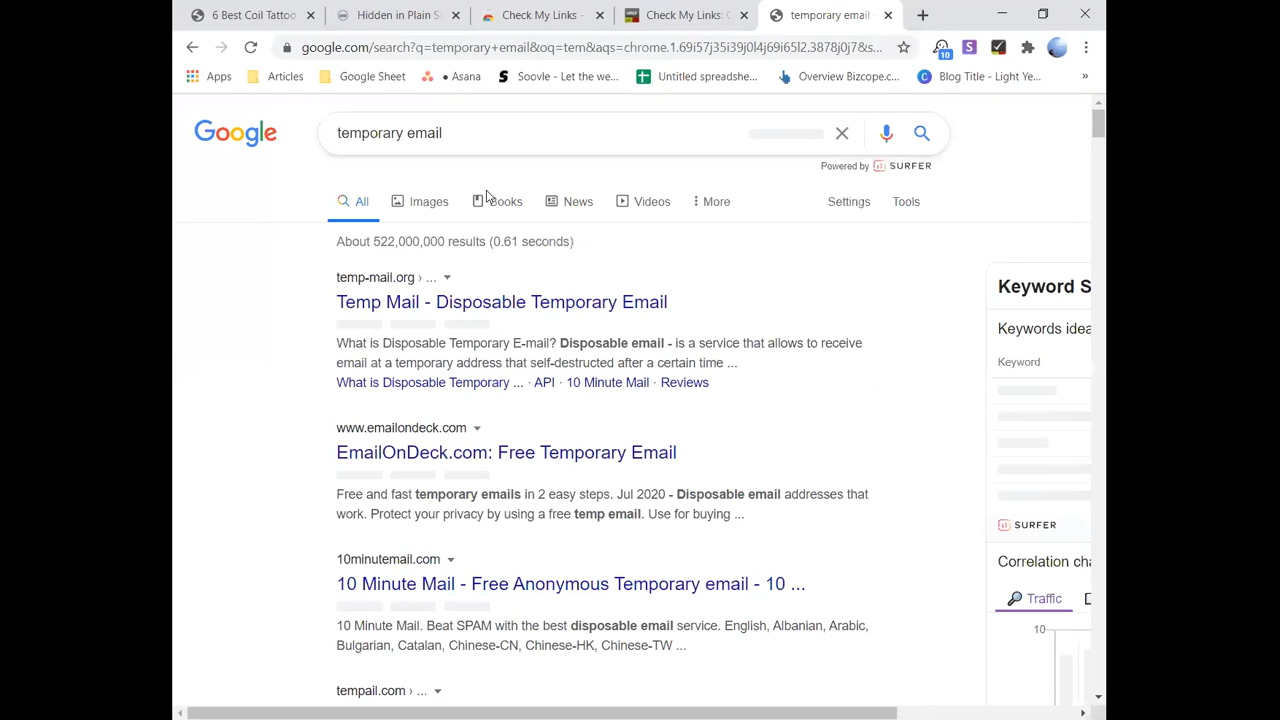 6 Best Coil Tattoo
Hidden in Plain S
Check My Links -
Check My Links: C
temporary email -
google.com/search?q=temporary+email&oq=tem&aqs=chrome.1.69i57j35i39j0l4j69i65l2.3878j0j7&s...
10
S
Apps
Articles
Google Sheet
• Asana
Soovle - Let the we...
Untitled spreadshe...
Overview Bizcope...
Blog Title - Light Ye...
»
Google
temporary email
Powered by SURFER
All
Images
Books
News
Videos
More
Settings
Tools
About 522,000,000 results (0.61 seconds)
temp-mail.org › ...
Temp Mail - Disposable Temporary Email
What is Disposable Temporary E-mail? Disposable email - is a service that allows to receive
email at a temporary address that self-destructed after a certain time ...
What is Disposable Temporary ... · API · 10 Minute Mail · Reviews
www.emailondeck.com
EmailOnDeck.com: Free Temporary Email
Free and fast temporary emails in 2 easy steps. Jul 2020 - Disposable email addresses that
work. Protect your privacy by using a free temp email. Use for buying ...
10minutemail.com
10 Minute Mail - Free Anonymous Temporary email - 10 ...
10 Minute Mail. Beat SPAM with the best disposable email service. English, Albanian, Arabic,
Bulgarian, Catalan, Chinese-CN, Chinese-HK, Chinese-TW ...
tempail.com › ...
Keyword S
Keywords idea
Keyword
SURFER
Correlation cha
Traffic
10